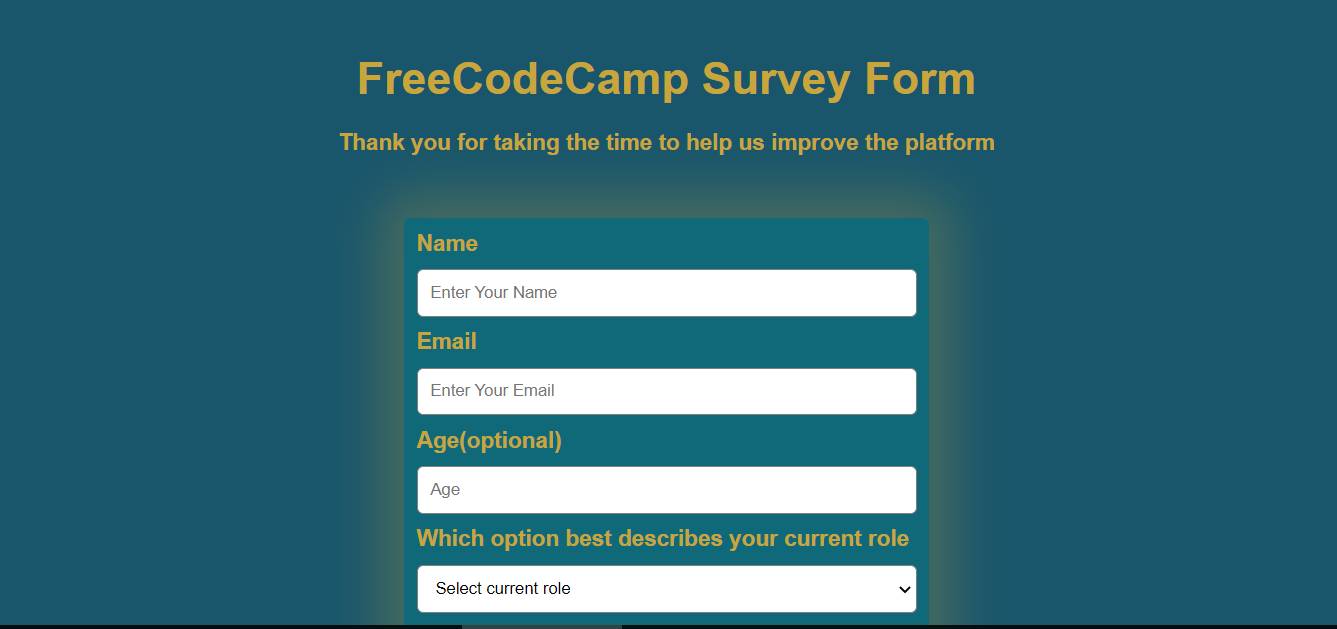 FreeCodeCamp Survey Form
Thank you for taking the time to help us improve the platform
Name
Enter Your Name
Email
Enter Your Email
Age(optional)
Age
Which option best describes your current role
Select current role